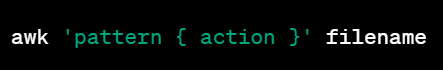 awk 'pattern { action }' filename